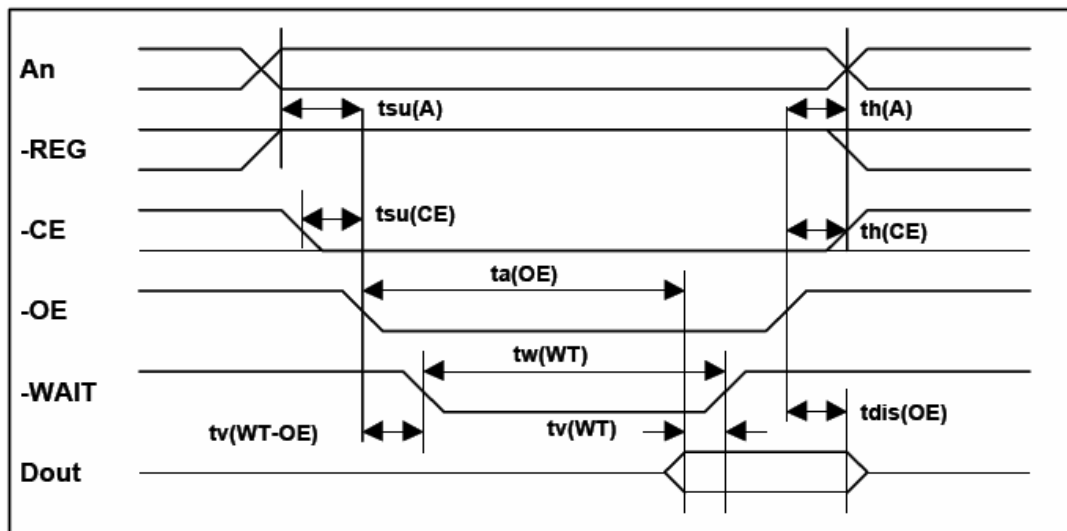 An
tsu(A)
th(A)
-REG
-CE
tsu(CE)
th(CE)
ta(OE)
-OE
tw(WT)
-WAIT
tv(WT-OE)
tv(WT)
tdis(OE)
Dout